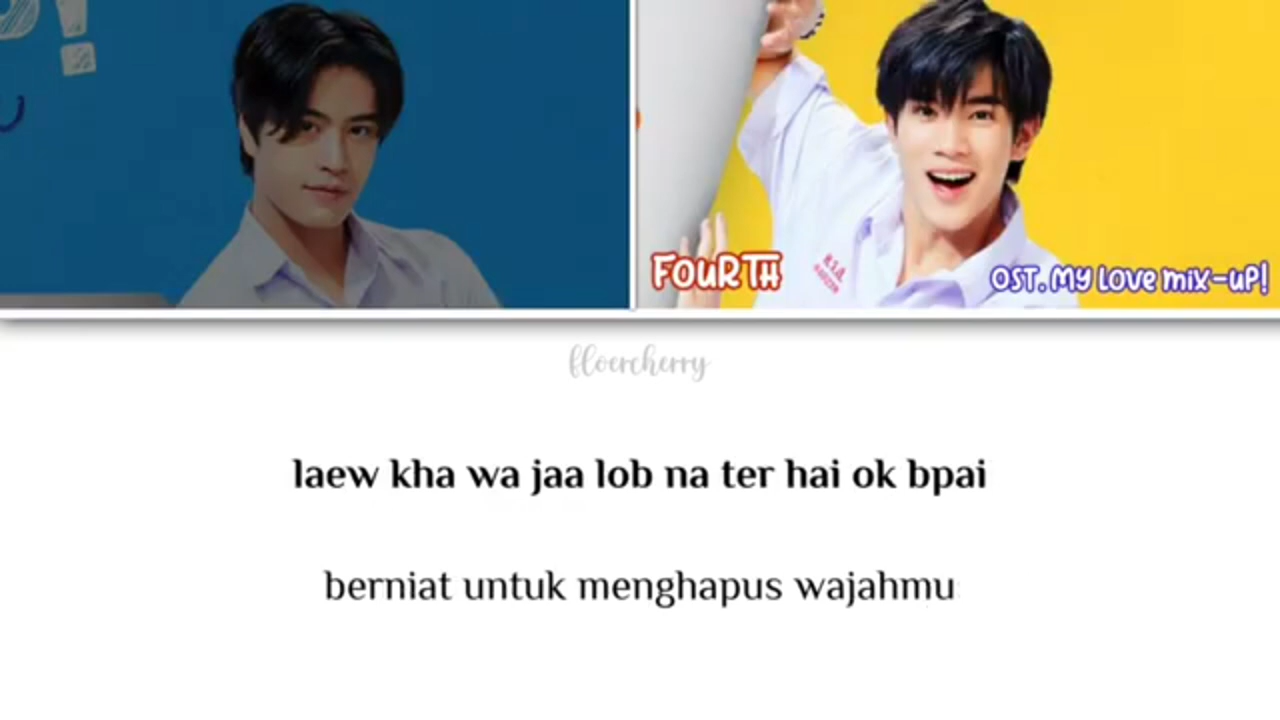 FOURTH
OST. My Love mix-up!
floercherry
laew kha wa jaa lob na ter hai ok bpai
berniat untuk menghapus wajahmu